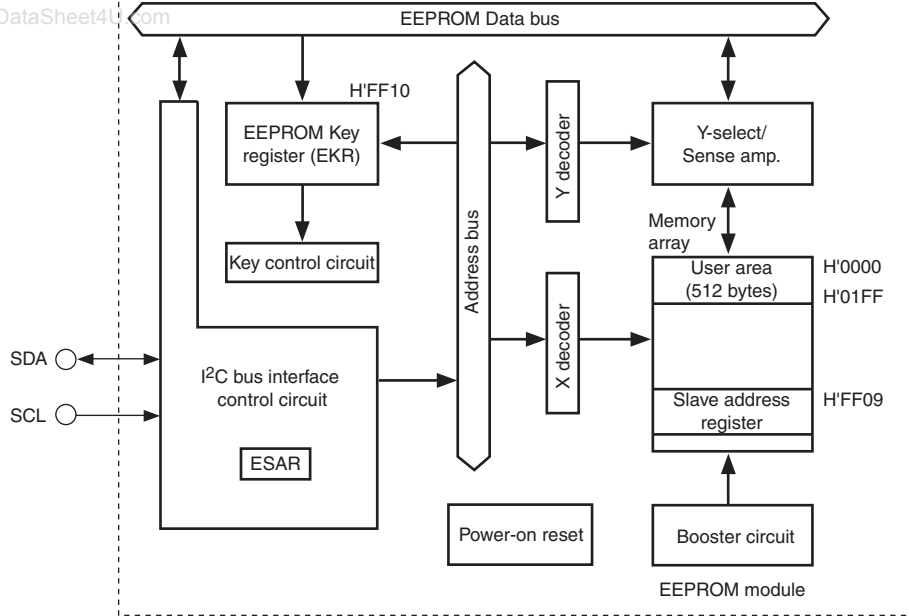 DataSheet4U.com
EEPROM Data bus
H'FF10
EEPROM Key
register (EKR)
Key control circuit
Address bus
Y decoder
X decoder
Y-select/
Sense amp.
Memory
array
User area
(512 bytes)
H'0000
H'01FF
Slave address
register
H'FF09
SDA
SCL
I²C bus interface
control circuit
ESAR
Power-on reset
Booster circuit
EEPROM module